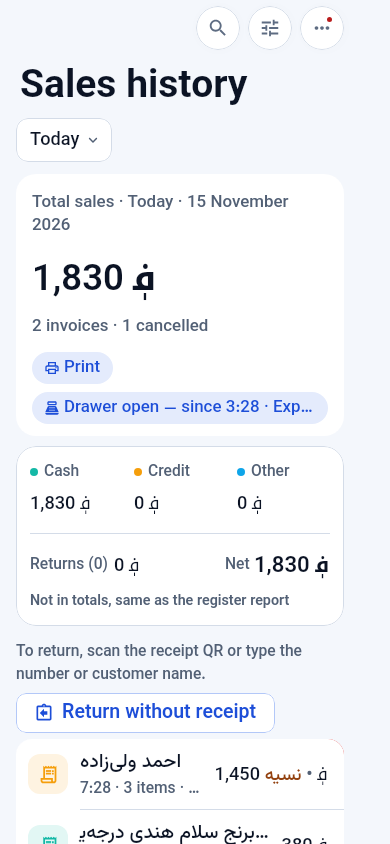 Sales history
Today
Total sales · Today · 15 November
2026
1,830 ؋
2 invoices · 1 cancelled
Print
Drawer open — since 3:28 · Exp...
Cash
Credit
Other
1,830 ؋
0 ؋
0 ؋
Returns (0) 0 ؋
Net 1,830 ؋
Not in totals, same as the register report
To return, scan the receipt QR or type the
number or customer name.
Return without receipt
احمد ولی‌زاده
1,450 نسیه • ؋
7:28 · 3 items · ...
برنج سلام هندی درجه‌ی...
380 ؋